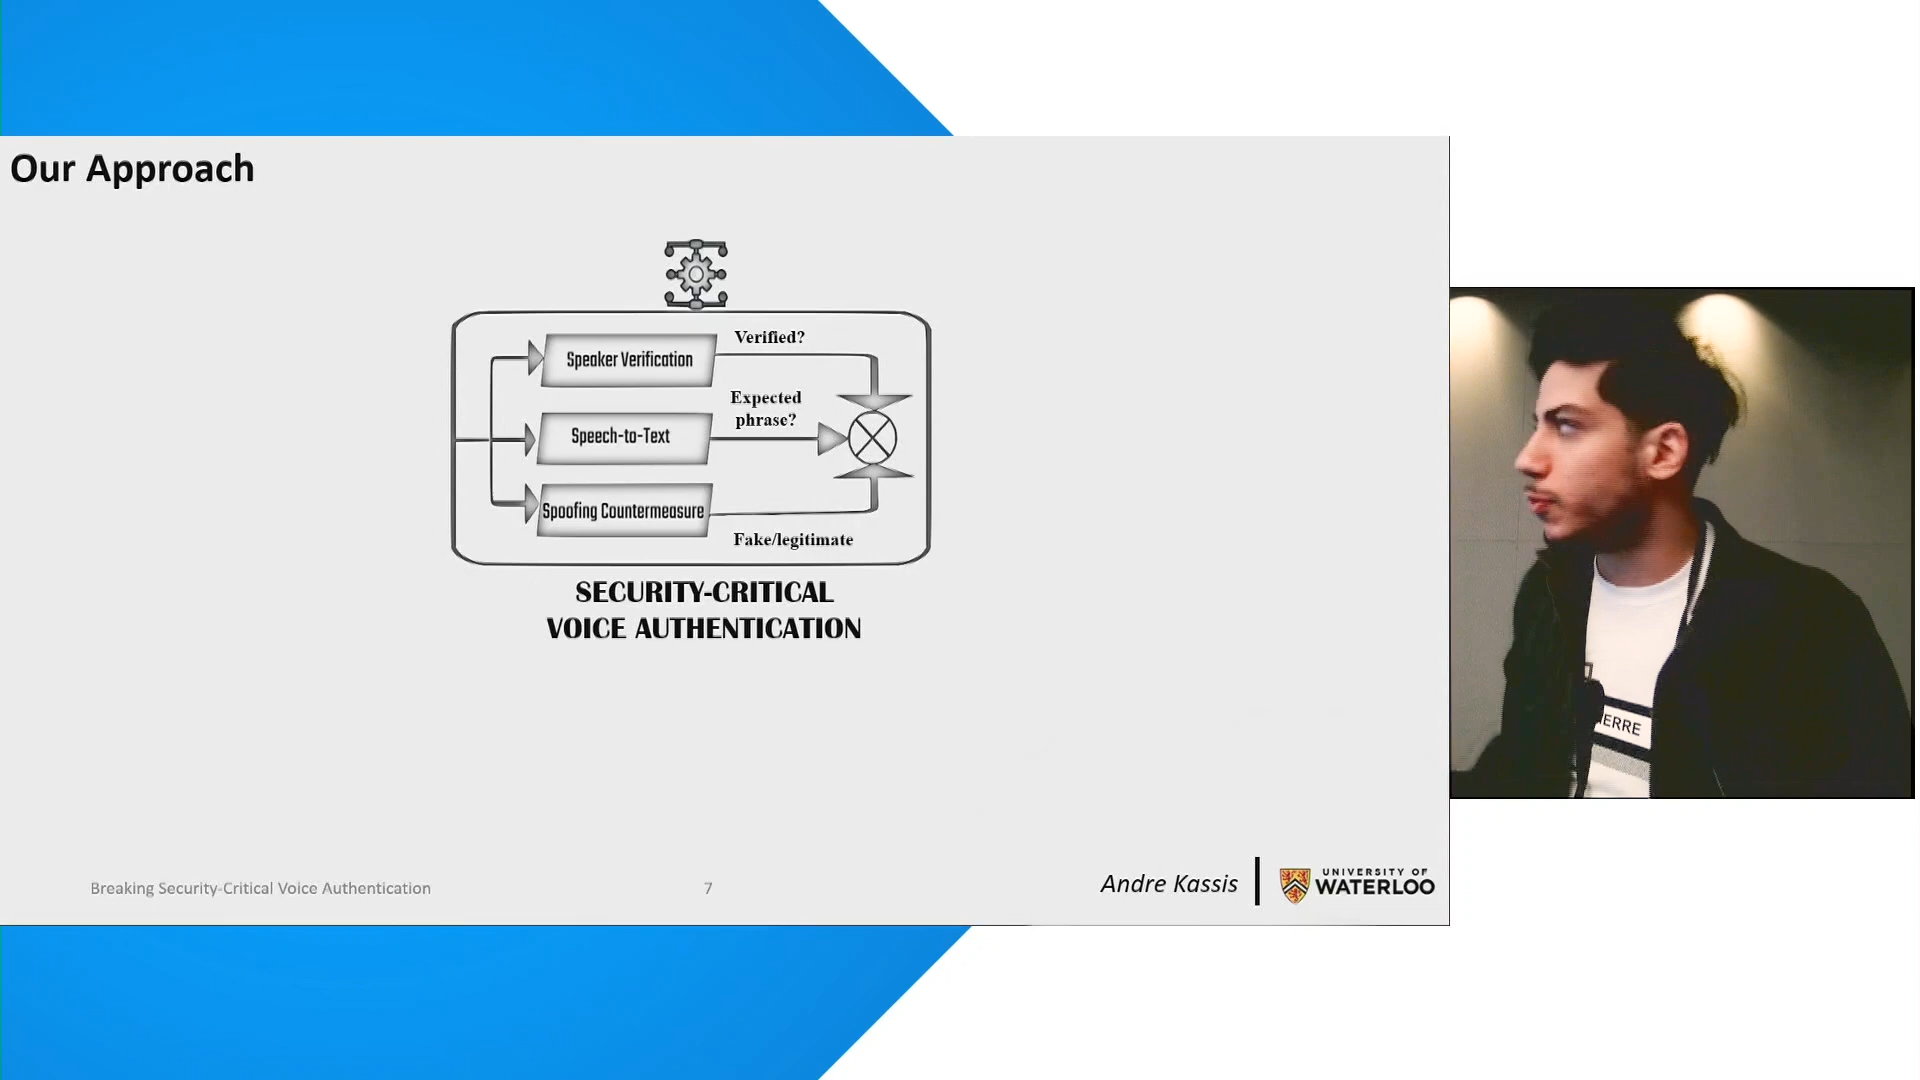 Our Approach
Speaker Verification
Verified?
Expected
phrase?
Speech-to-Text
Spoofing Countermeasure
Fake/legitimate
SECURITY-CRITICAL
VOICE AUTHENTICATION
Breaking Security-Critical Voice Authentication
7
Andre Kassis
UNIVERSITY OF
WATERLOO
IERRE